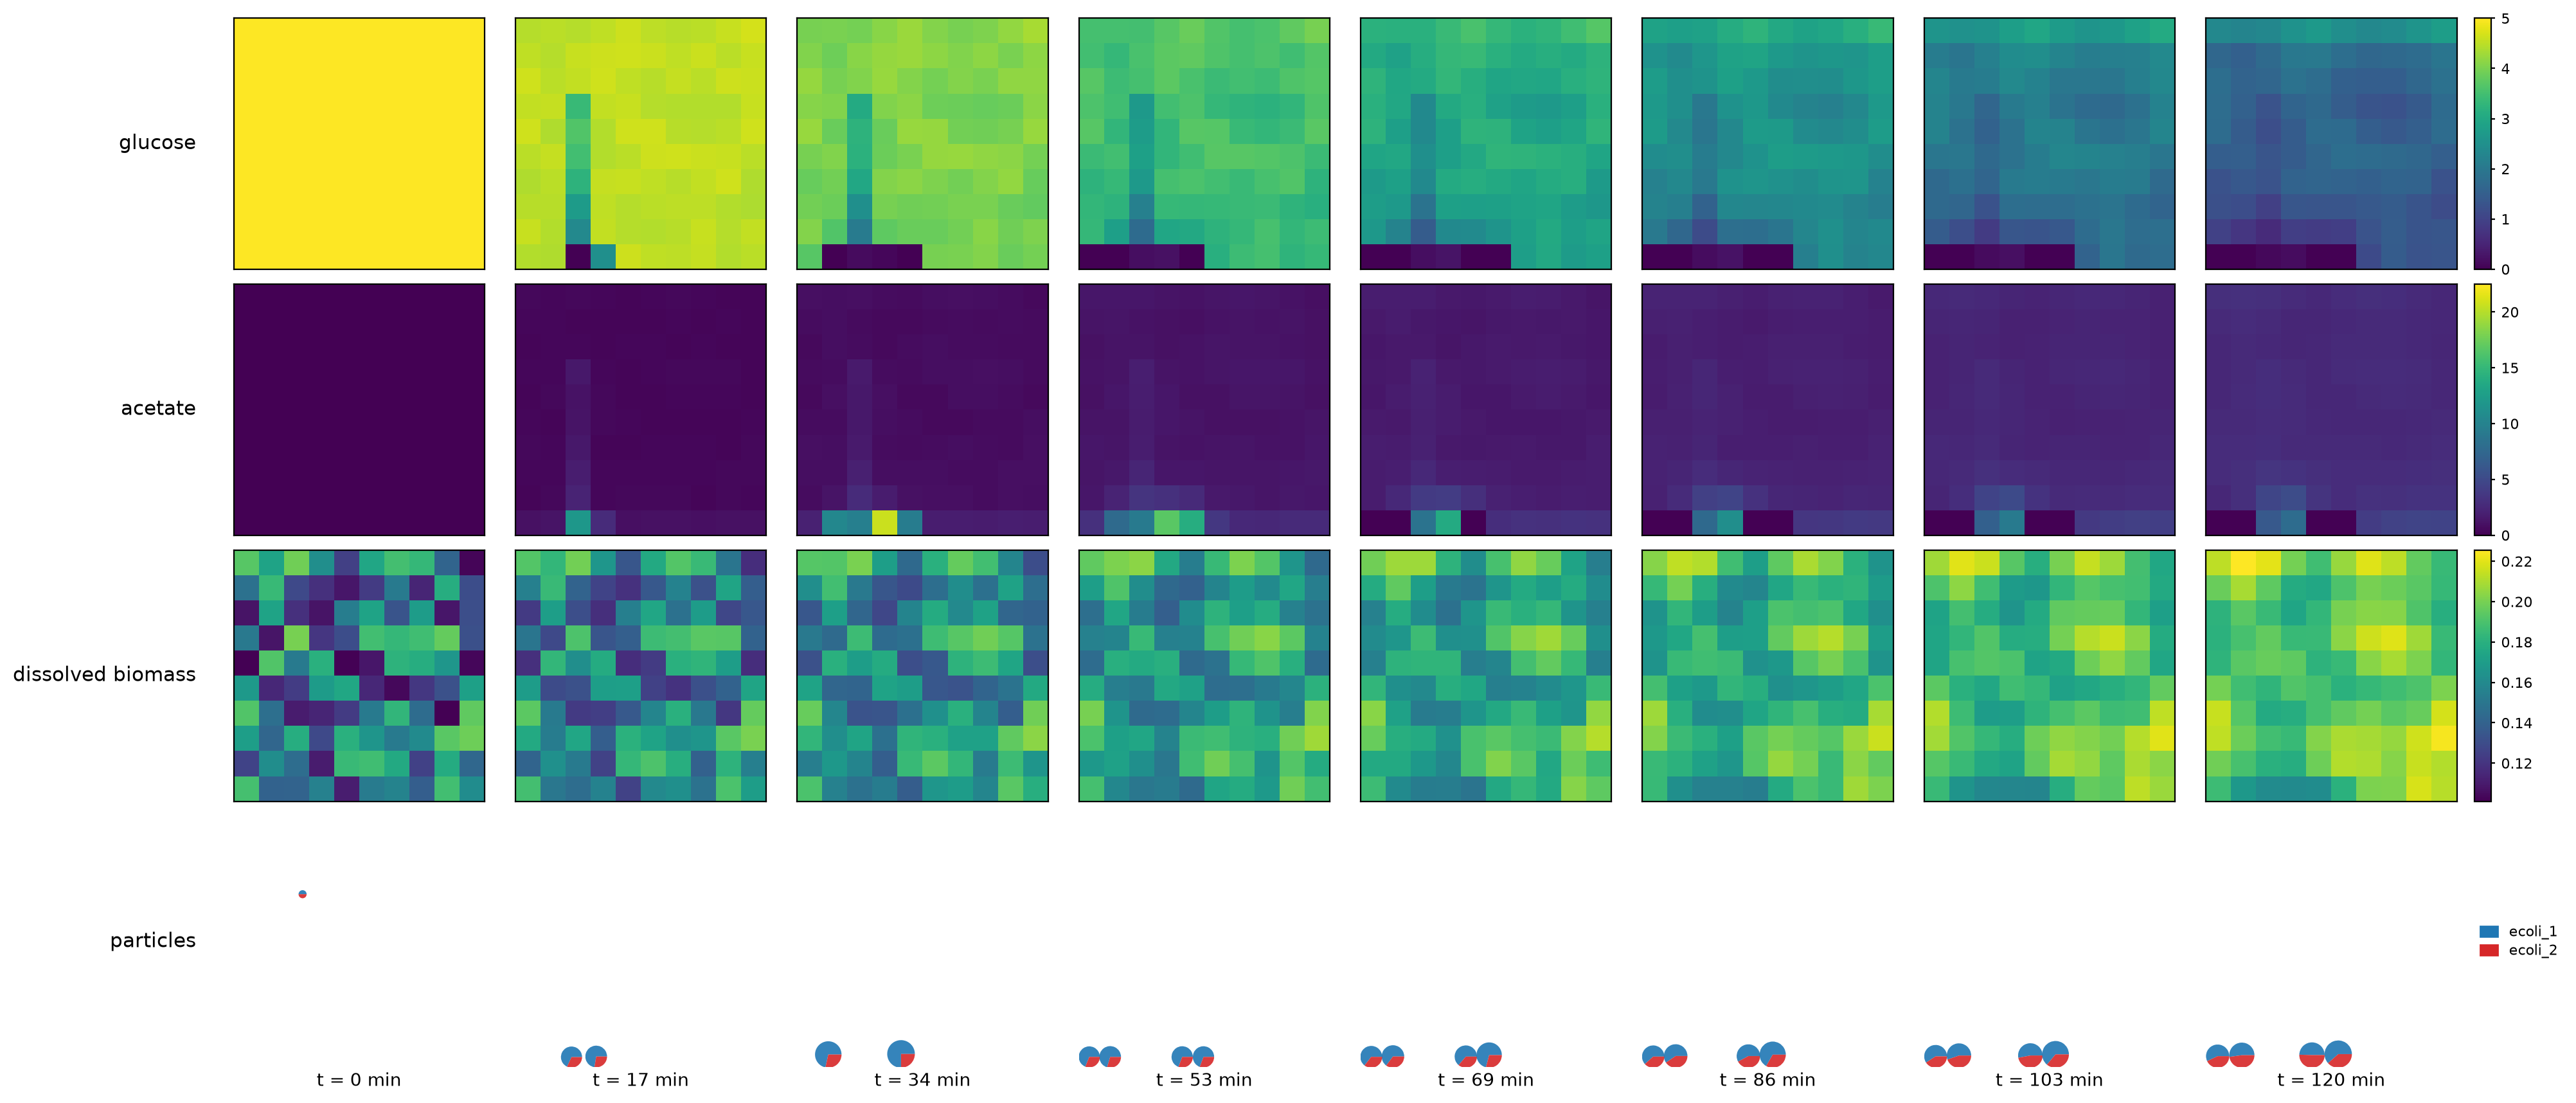 glucose
5
4
3
2
1
0
acetate
20
15
10
5
0
dissolved biomass
0.22
0.20
0.18
0.16
0.14
0.12
particles
ecoli_1
ecoli_2
t = 0 min
t = 17 min
t = 34 min
t = 53 min
t = 69 min
t = 86 min
t = 103 min
t = 120 min